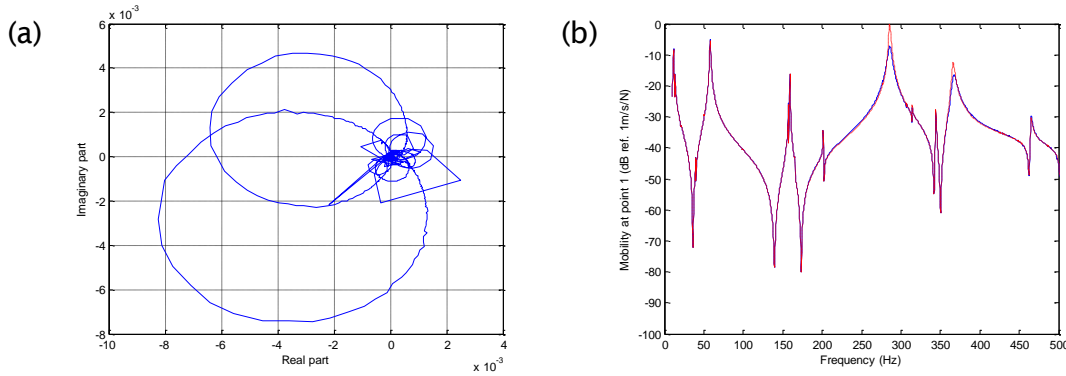 (a)
x 10⁻³
6
4
2
0
-2
-4
-6
-8
-10 -8 -6 -4 -2 0 2 4
x 10⁻³
Real part
Imaginary part
(b)
0
-10
-20
-30
-40
-50
-60
-70
-80
-90
-100
0 50 100 150 200 250 300 350 400 450 500
Frequency (Hz)
Mobility at point 1 (dB ref. 1m/s/N)